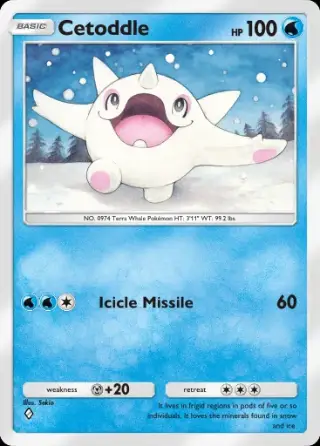 BASIC
Cetoddle
HP 100
NO. 0974 Terra Whale Pokémon HT: 3'11" WT: 99.2 lbs
Icicle Missile 60
weakness +20 retreat
Illus. Sekio
It lives in frigid regions in pods of five or so
individuals. It loves the minerals found in snow
and ice.